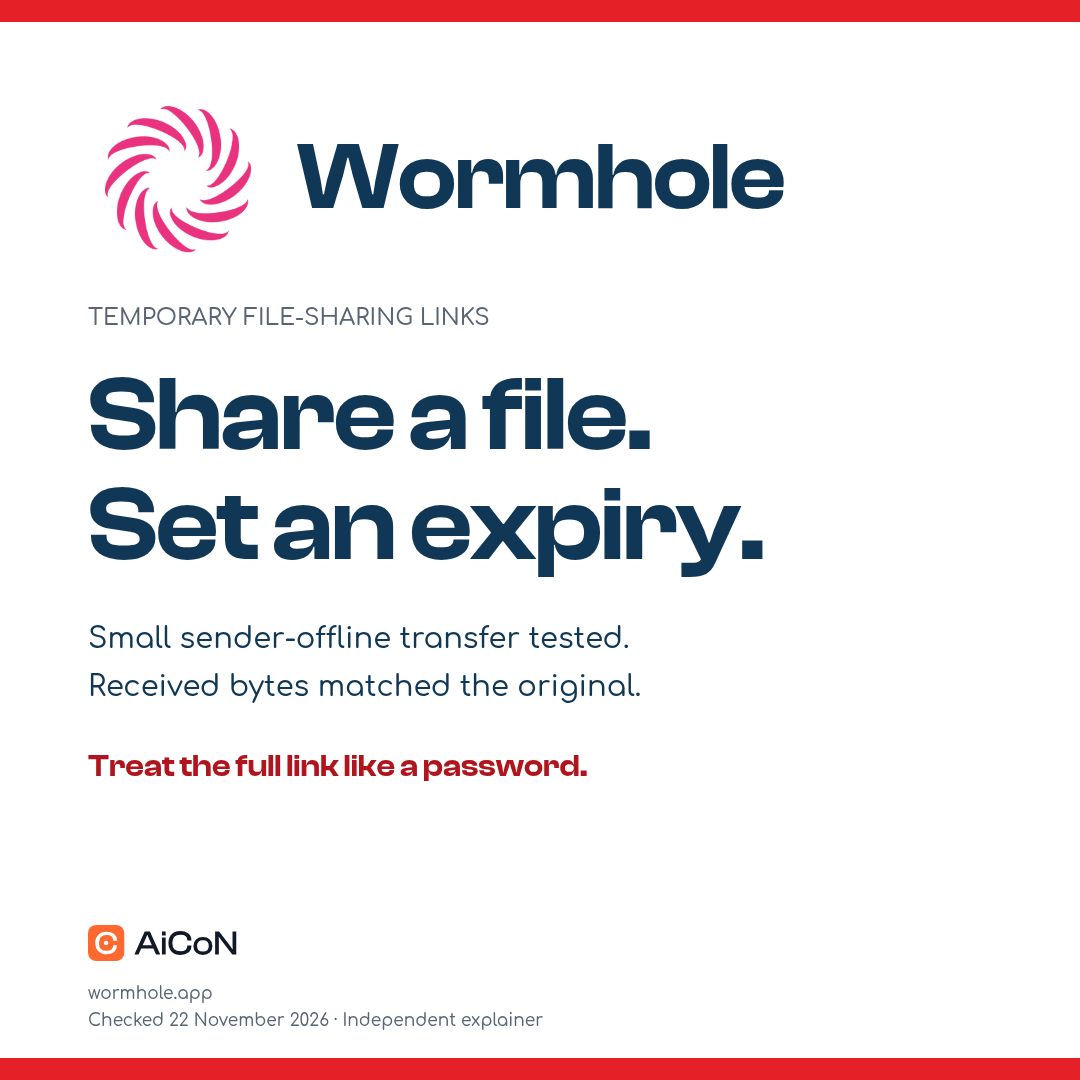 Wormhole
TEMPORARY FILE-SHARING LINKS
Share a file.
Set an expiry.
Small sender-offline transfer tested.
Received bytes matched the original.
Treat the full link like a password.
AiCoN
wormhole.app
Checked 22 November 2026 · Independent explainer